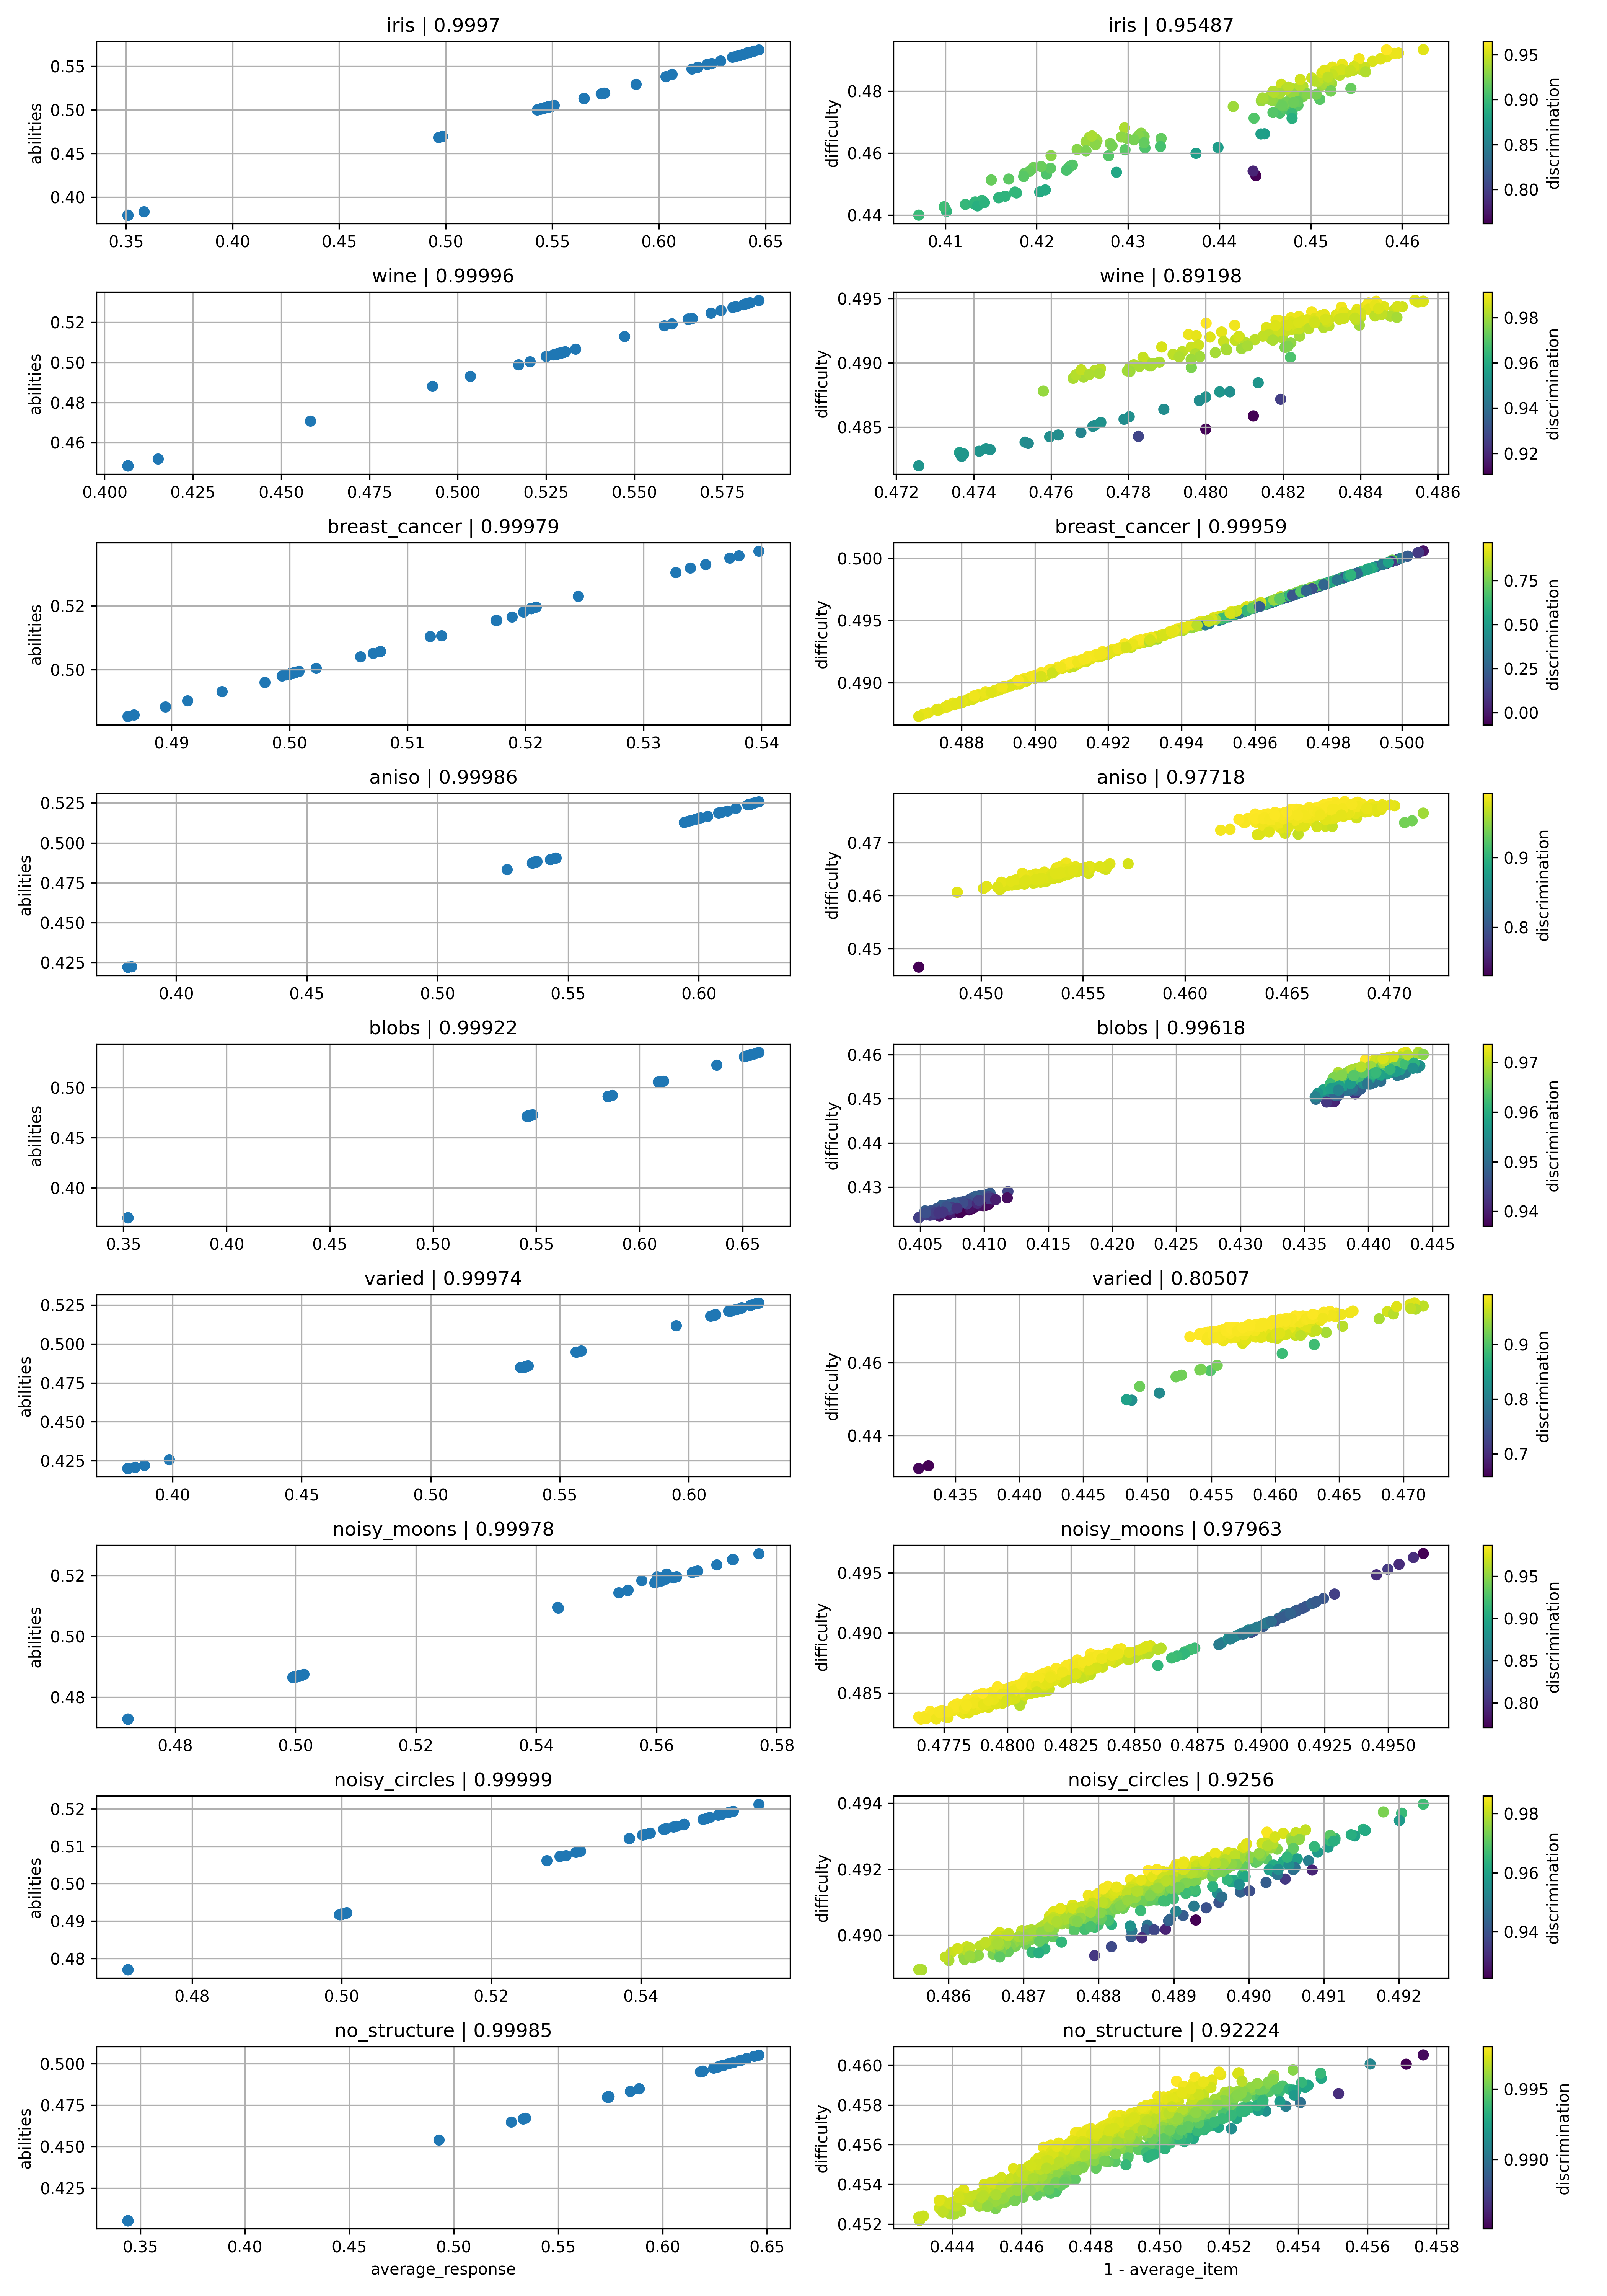 iris | 0.9997
abilities
0.55
0.50
0.45
0.40
0.35 0.40 0.45 0.50 0.55 0.60 0.65
iris | 0.95487
difficulty
0.48
0.46
0.44
0.41 0.42 0.43 0.44 0.45 0.46
0.95
0.90
0.85
0.80
discrimination
wine | 0.99996
abilities
0.52
0.50
0.48
0.46
0.400 0.425 0.450 0.475 0.500 0.525 0.550 0.575
wine | 0.89198
difficulty
0.495
0.490
0.485
0.472 0.474 0.476 0.478 0.480 0.482 0.484 0.486
0.98
0.96
0.94
0.92
discrimination
breast_cancer | 0.99979
abilities
0.52
0.50
0.49 0.50 0.51 0.52 0.53 0.54
breast_cancer | 0.99959
difficulty
0.500
0.495
0.490
0.488 0.490 0.492 0.494 0.496 0.498 0.500
0.75
0.50
0.25
0.00
discrimination
aniso | 0.99986
abilities
0.525
0.500
0.475
0.450
0.425
0.40 0.45 0.50 0.55 0.60
aniso | 0.97718
difficulty
0.47
0.46
0.45
0.450 0.455 0.460 0.465 0.470
0.9
0.8
discrimination
blobs | 0.99922
abilities
0.50
0.45
0.40
0.35 0.40 0.45 0.50 0.55 0.60 0.65
blobs | 0.99618
difficulty
0.46
0.45
0.44
0.43
0.405 0.410 0.415 0.420 0.425 0.430 0.435 0.440 0.445
0.97
0.96
0.95
0.94
discrimination
varied | 0.99974
abilities
0.525
0.500
0.475
0.450
0.425
0.40 0.45 0.50 0.55 0.60
varied | 0.80507
difficulty
0.46
0.44
0.435 0.440 0.445 0.450 0.455 0.460 0.465 0.470
0.9
0.8
0.7
discrimination
noisy_moons | 0.99978
abilities
0.52
0.50
0.48
0.48 0.50 0.52 0.54 0.56 0.58
noisy_moons | 0.97963
difficulty
0.495
0.490
0.485
0.4775 0.4800 0.4825 0.4850 0.4875 0.4900 0.4925 0.4950
0.95
0.90
0.85
0.80
discrimination
noisy_circles | 0.99999
abilities
0.52
0.51
0.50
0.49
0.48
0.48 0.50 0.52 0.54
noisy_circles | 0.9256
difficulty
0.494
0.492
0.490
0.486 0.487 0.488 0.489 0.490 0.491 0.492
0.98
0.96
0.94
discrimination
no_structure | 0.99985
abilities
0.500
0.475
0.450
0.425
0.35 0.40 0.45 0.50 0.55 0.60 0.65
average_response
no_structure | 0.92224
difficulty
0.460
0.458
0.456
0.454
0.452
0.444 0.446 0.448 0.450 0.452 0.454 0.456 0.458
1 - average_item
0.995
0.990
discrimination